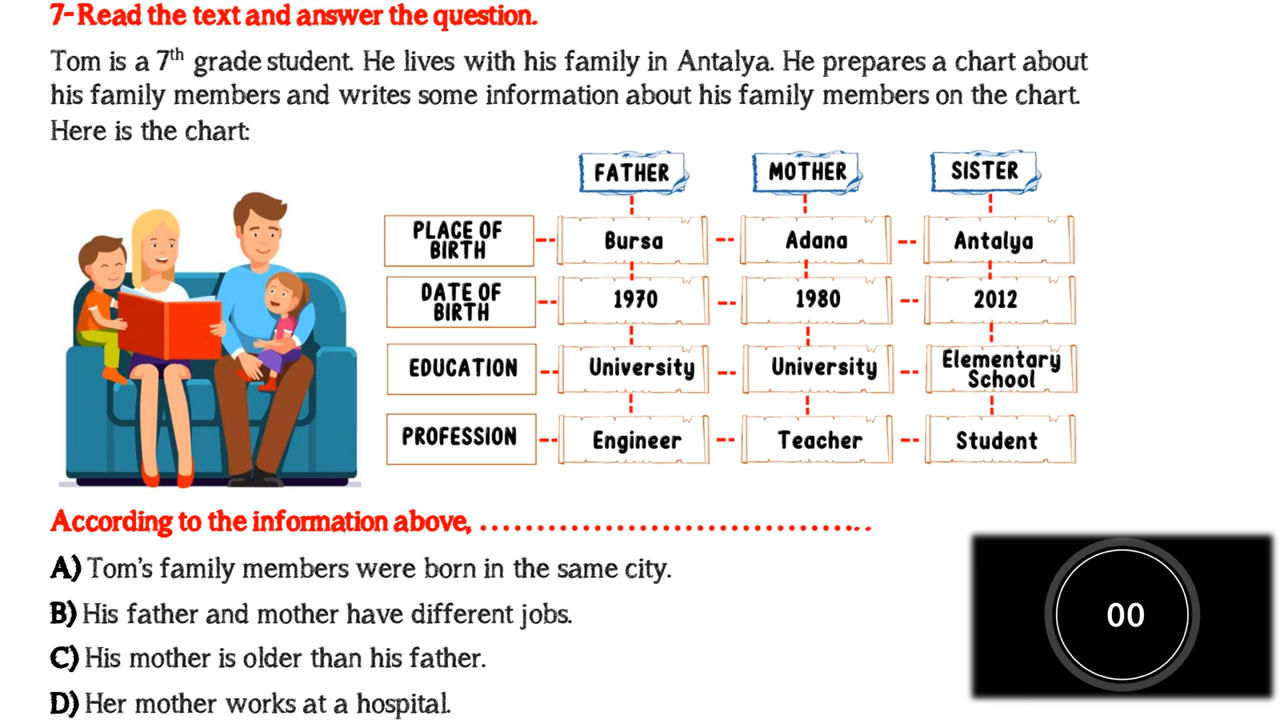 7-Read the text and answer the question.
Tom is a 7th grade student. He lives with his family in Antalya. He prepares a chart about
his family members and writes some information about his family members on the chart.
Here is the chart:
FATHER MOTHER SISTER
PLACE OF
BIRTH
Bursa Adana Antalya
DATE OF
BIRTH
1970 1980 2012
EDUCATION University University Elementary
School
PROFESSION Engineer Teacher Student
According to the information above, ……………………………..
A) Tom's family members were born in the same city.
B) His father and mother have different jobs.
C) His mother is older than his father.
D) Her mother works at a hospital.
00